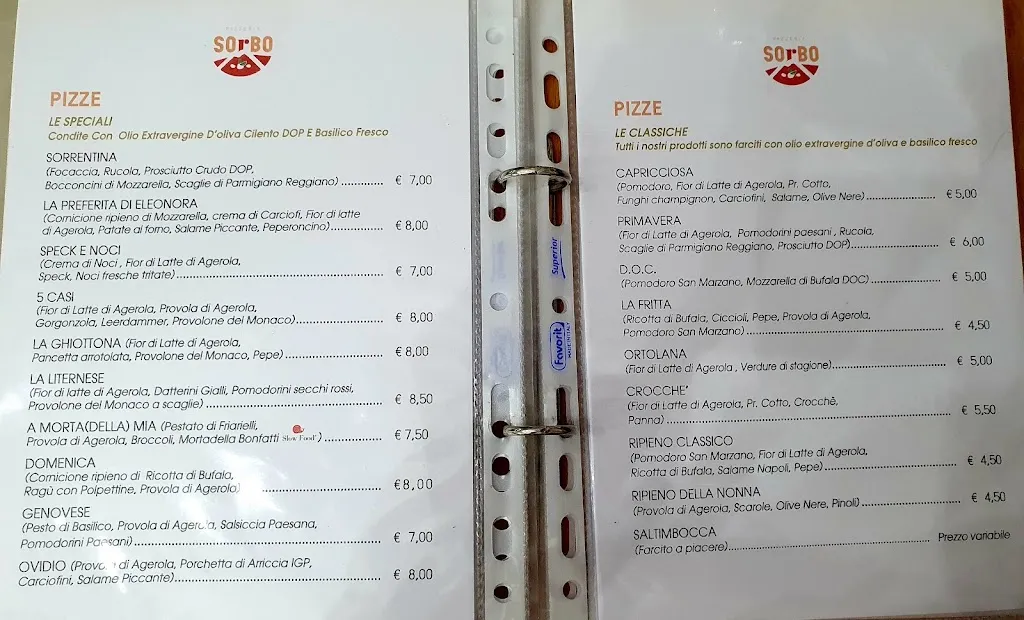 PIZZERIA
SORBO
PIZZE
LE SPECIALI
Condite Con Olio Extravergine D'oliva Cilento DOP E Basilico Fresco
SORRENTINA
(Focaccia, Rucola, Prosciutto Crudo DOP,
Bocconcini di Mozzarella, Scaglie di Parmigiano Reggiano) ............. € 7,00
LA PREFERITA DI ELEONORA
(Cornicione ripieno di Mozzarella, crema di Carciofi, Fior di latte
di Agerola, Patate al forno, Salame Piccante, Peperoncino)............. € 8,00
SPECK E NOCI
(Crema di Noci , Fior di Latte di Agerola,
Speck, Noci fresche tritate)............. € 7,00
5 CASI
(Fior di Latte di Agerola, Provola di Agerola,
Gorgonzola, Leerdammer, Provolone del Monaco)............. € 8,00
LA GHIOTTONA (Fior di Latte di Agerola,
Pancetta arrotolata, Provolone del Monaco, Pepe)............. € 8,00
LA LITERNESE
(Fior di latte di Agerola, Datterini Gialli, Pomodorini secchi rossi,
Provolone del Monaco a scaglie)............. € 8,50
A MORTA(DELLA) MIA (Pestato di Friarielli,
Provola di Agerola, Broccoli, Mortadella Bonfatti Slow Food®)............. € 7,50
DOMENICA
(Cornicione ripieno di Ricotta di Bufala,
Ragù con Polpettine, Provola di Agerola) ............. €8,00
GENOVESE
(Pesto di Basilico, Provola di Agerola, Salsiccia Paesana,
Pomodorini Paesani)............. € 7,00
OVIDIO (Provola di Agerola, Porchetta di Arriccia IGP,
Carciofini, Salame Piccante)............. € 8,00
Superior
Favorit
MADE IN ITALY
PIZZERIA
SORBO
PIZZE
LE CLASSICHE
Tutti i nostri prodotti sono farciti con olio extravergine d'oliva e basilico fresco
CAPRICCIOSA
(Pomodoro, Fior di Latte di Agerola, Pr. Cotto,
Funghi champignon, Carciofini, Salame, Olive Nere)............. € 5,00
PRIMAVERA
(Fior di Latte di Agerola, Pomodorini paesani , Rucola,
Scaglie di Parmigiano Reggiano, Prosciutto DOP)............. € 6,00
D.O.C.
(Pomodoro San Marzano, Mozzarella di Bufala DOC)............. € 5,00
LA FRITTA
(Ricotta di Bufala, Ciccioli, Pepe, Provola di Agerola,
Pomodoro San Marzano)............. € 4,50
ORTOLANA
(Fior di Latte di Agerola , Verdure di stagione)............. € 5,00
CROCCHE'
(Fior di Latte di Agerola, Pr. Cotto, Crocchè,
Panna)............. € 5,50
RIPIENO CLASSICO
(Pomodoro San Marzano, Fior di Latte di Agerola,
Ricotta di Bufala, Salame Napoli, Pepe)............. € 4,50
RIPIENO DELLA NONNA
(Provola di Agerola, Scarole, Olive Nere, Pinoli)............. € 4,50
SALTIMBOCCA
(Farcito a piacere)............. Prezzo variabile